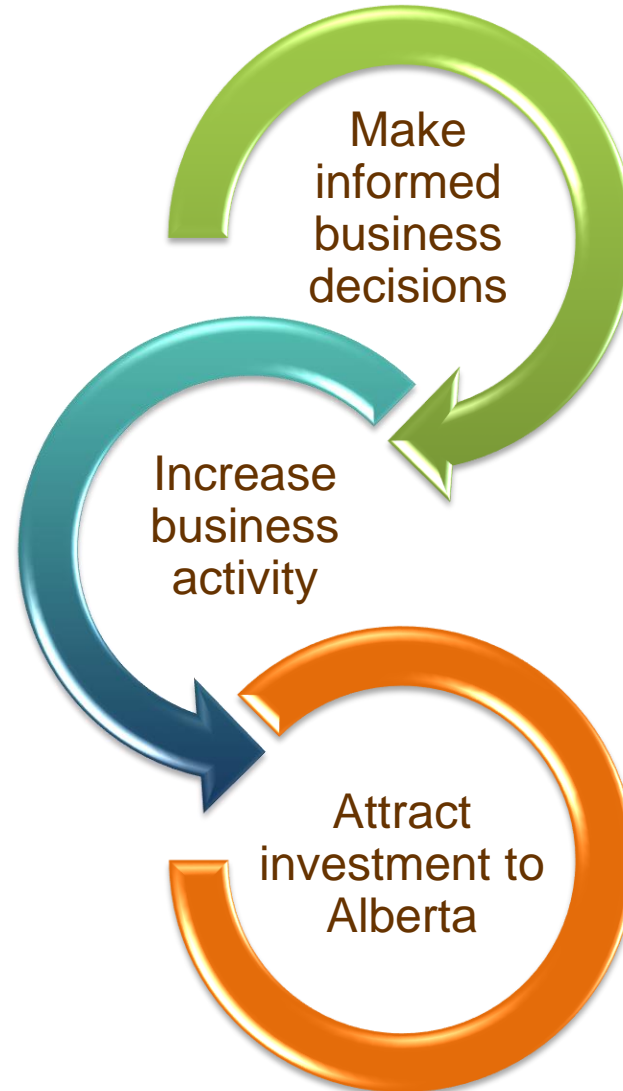 Make
informed
business
decisions
Increase
business
activity
Attract
investment to
Alberta